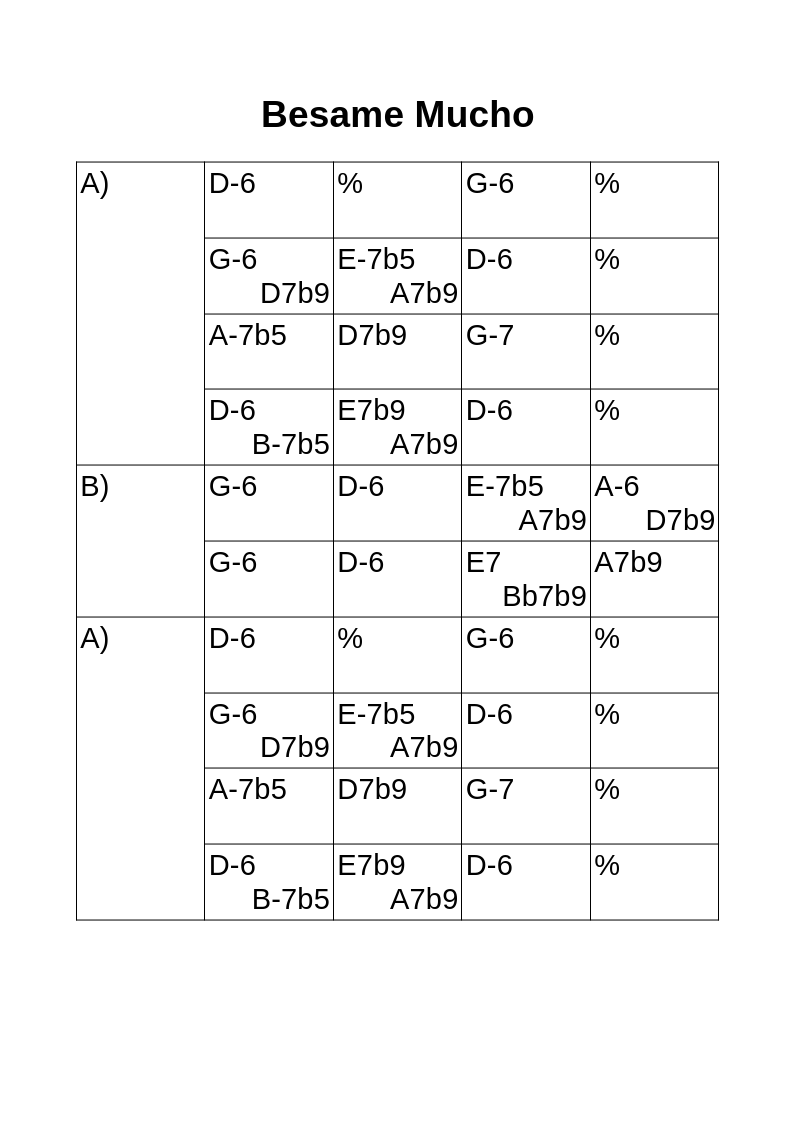 Besame Mucho
A) D-6 % G-6 %
G-6 E-7b5 D-6 %
D7b9 A7b9
A-7b5 D7b9 G-7 %
D-6 E7b9 D-6 %
B-7b5 A7b9
B) G-6 D-6 E-7b5 A-6
A7b9 D7b9
G-6 D-6 E7 A7b9
Bb7b9
A) D-6 % G-6 %
G-6 E-7b5 D-6 %
D7b9 A7b9
A-7b5 D7b9 G-7 %
D-6 E7b9 D-6 %
B-7b5 A7b9